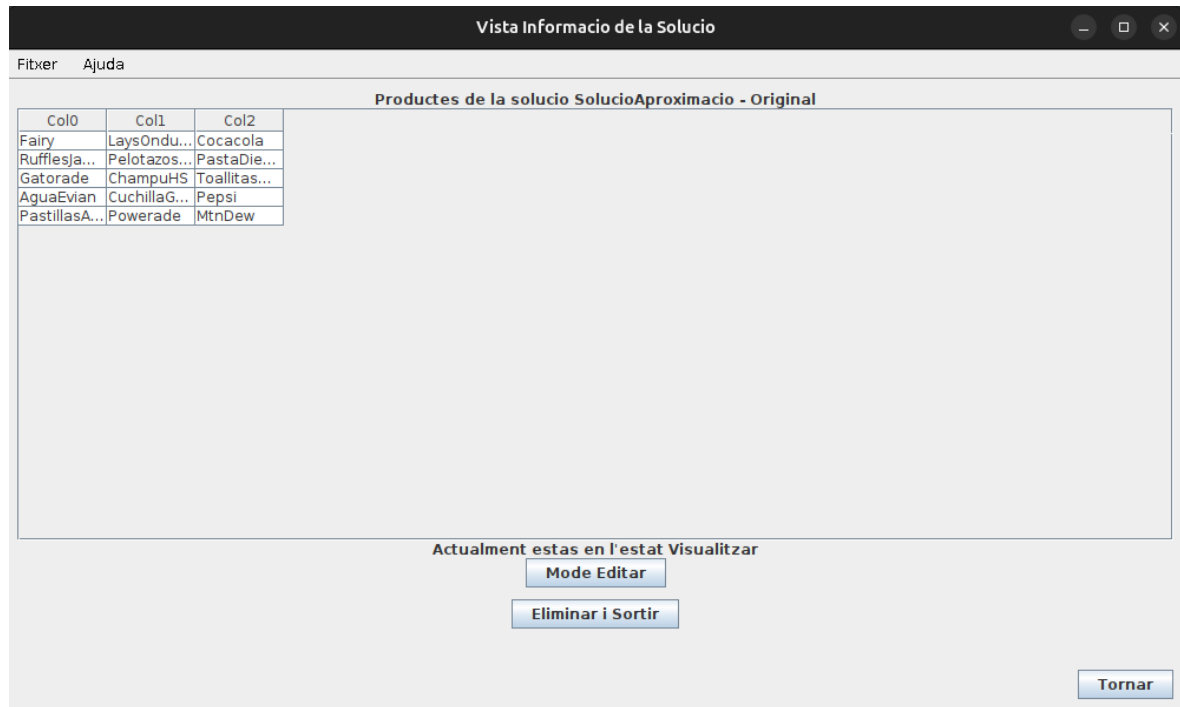 Vista Informacio de la Solucio
Fitxer Ajuda
Productes de la solucio SolucioAproximacio - Original
Col0 Col1 Col2
Fairy LaysOndu... Cocacola
RufflesJa... Pelotazos... PastaDie...
Gatorade ChampuHS Toallitas...
AguaEvian CuchillaG... Pepsi
PastillasA... Powerade MtnDew
Actualment estas en l'estat Visualitzar
Mode Editar
Eliminar i Sortir
Tornar